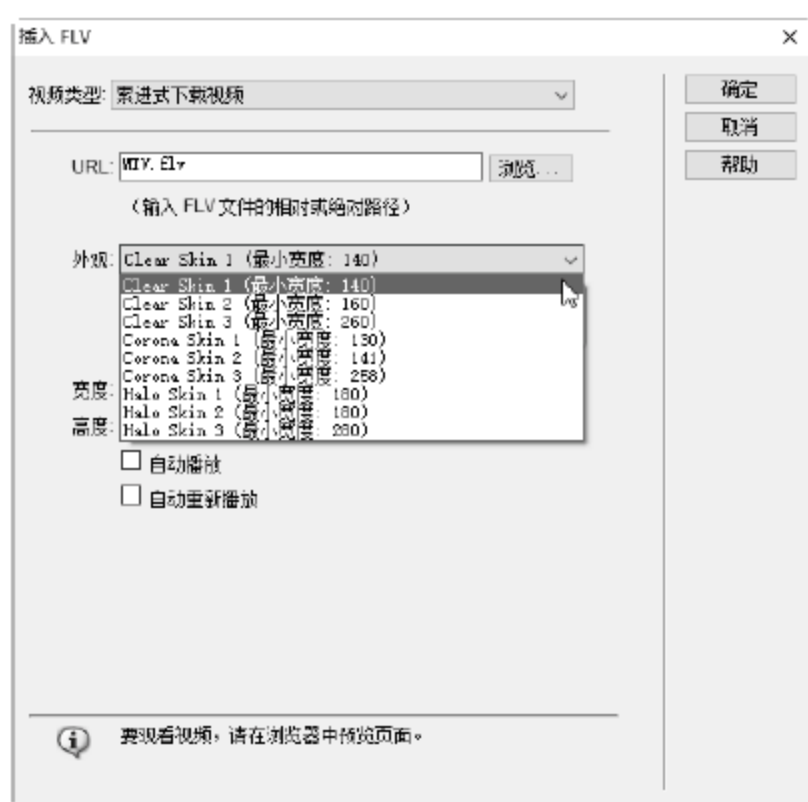 插入 FLV
视频类型: 累进式下载视频
确定
取消
帮助
URL: MTV.flv 浏览...
（输入 FLV 文件的相对或绝对路径）
外观: Clear Skin 1 (最小宽度: 140)
Clear Skin 1 (最小宽度: 140)
Clear Skin 2 (最小宽度: 160)
Clear Skin 3 (最小宽度: 260)
Corona Skin 1 (最小宽度: 130)
Corona Skin 2 (最小宽度: 141)
Corona Skin 3 (最小宽度: 258)
宽度:
Halo Skin 1 (最小宽度: 180)
Halo Skin 2 (最小宽度: 180)
高度:
Halo Skin 3 (最小宽度: 280)
自动播放
自动重新播放
要观看视频，请在浏览器中预览页面。